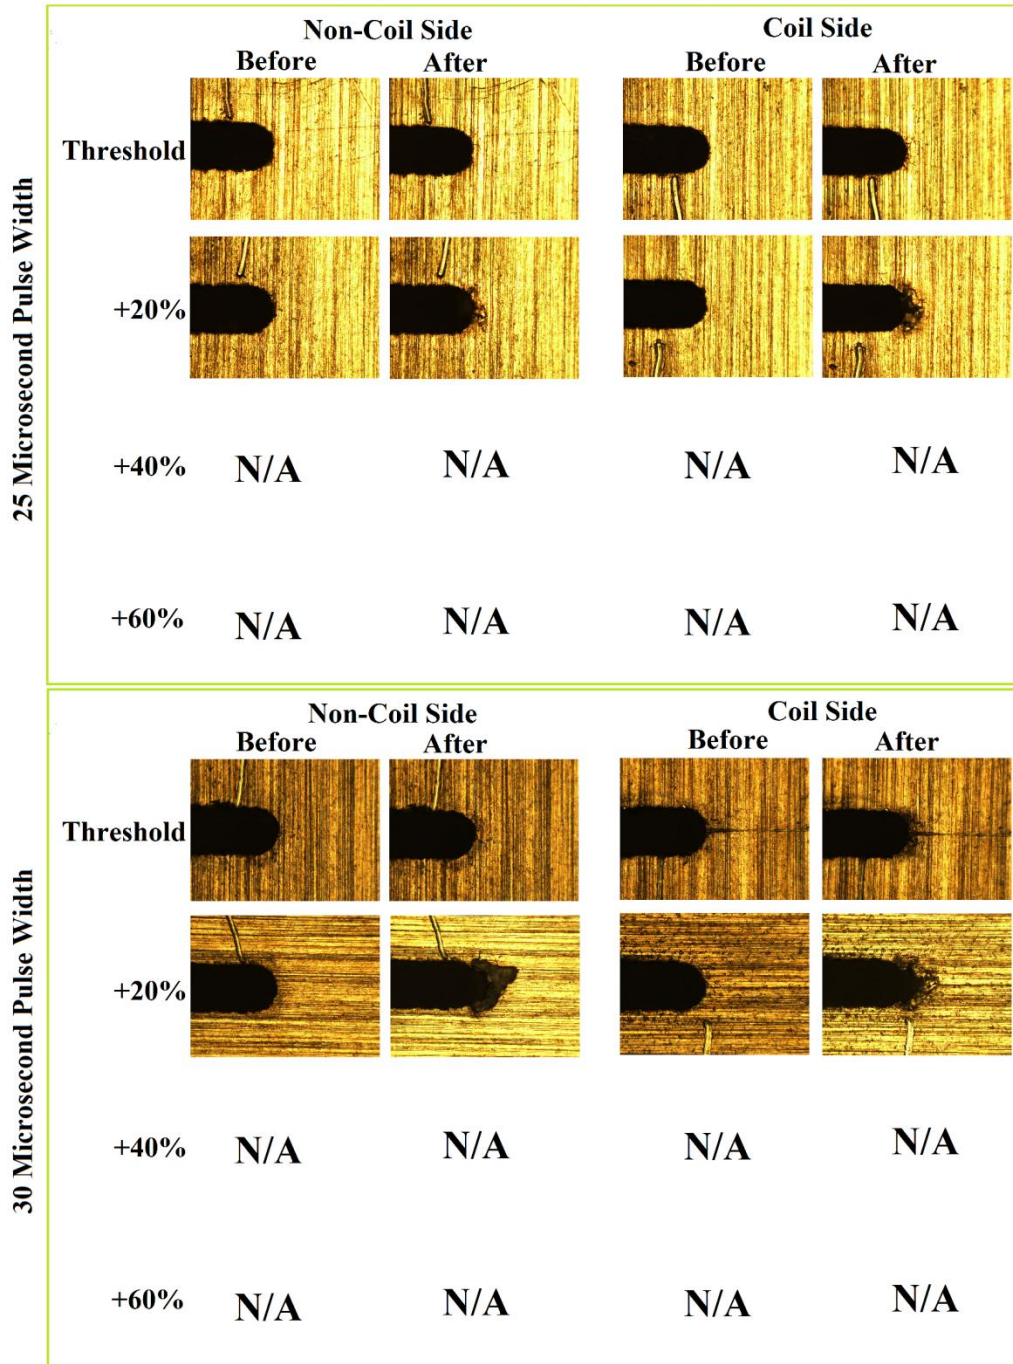 25 Microsecond Pulse Width
Non-Coil Side
Coil Side
Before After Before After
Threshold
+20%
+40% N/A N/A N/A N/A
+60% N/A N/A N/A N/A
30 Microsecond Pulse Width
Non-Coil Side
Coil Side
Before After Before After
Threshold
+20%
+40% N/A N/A N/A N/A
+60% N/A N/A N/A N/A